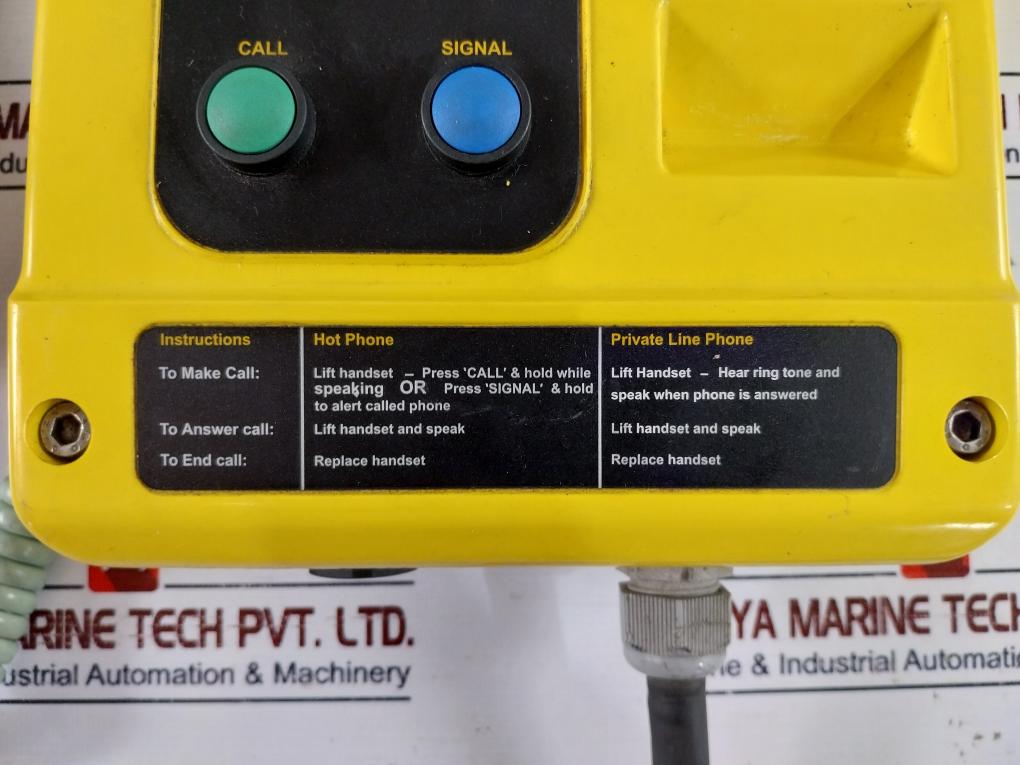 CALL SIGNAL
Instructions
To Make Call:
To Answer call:
To End call:
Hot Phone
Lift handset – Press 'CALL' & hold while
speaking OR Press 'SIGNAL' & hold
to alert called phone
Lift handset and speak
Replace handset
Private Line Phone
Lift Handset – Hear ring tone and
speak when phone is answered
Lift handset and speak
Replace handset
ARINE TECH PVT. LTD.
ustrial Automation & Machinery
YA MARINE TECH
ne & Industrial Automati